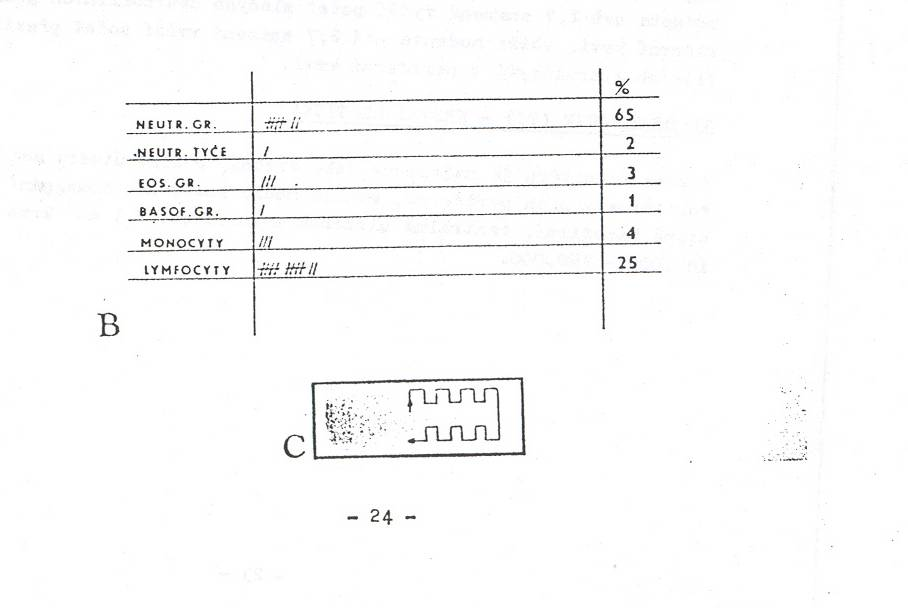 %
NEUTR. GR. 65
NEUTR. TYČE 2
EOS. GR. 3
BASOF. GR. 1
MONOCYTY 4
LYMFOCYTY 25
B
C
- 24 -